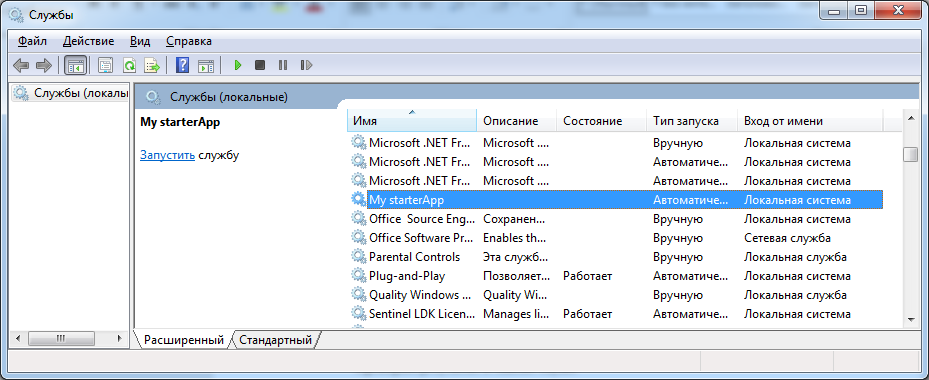 Службы
Файл Действие Вид Справка
Службы (локалы
Службы (локальные)
My starterApp
Запустить службу
Имя Описание Состояние Тип запуска Вход от имени
Microsoft .NET Fr... Microsoft .... Вручную Локальная система
Microsoft .NET Fr... Microsoft .... Автоматиче... Локальная система
Microsoft .NET Fr... Microsoft .... Автоматиче... Локальная система
My starterApp Автоматиче... Локальная система
Office Source Eng... Сохранен... Вручную Локальная система
Office Software Pr... Enables th... Вручную Сетевая служба
Parental Controls Эта служб... Вручную Локальная служба
Plug-and-Play Позволяет... Работает Автоматиче... Локальная система
Quality Windows ... Quality Wi... Вручную Локальная служба
Sentinel LDK Licen... Manages li... Работает Автоматиче... Локальная система
Расширенный Стандартный